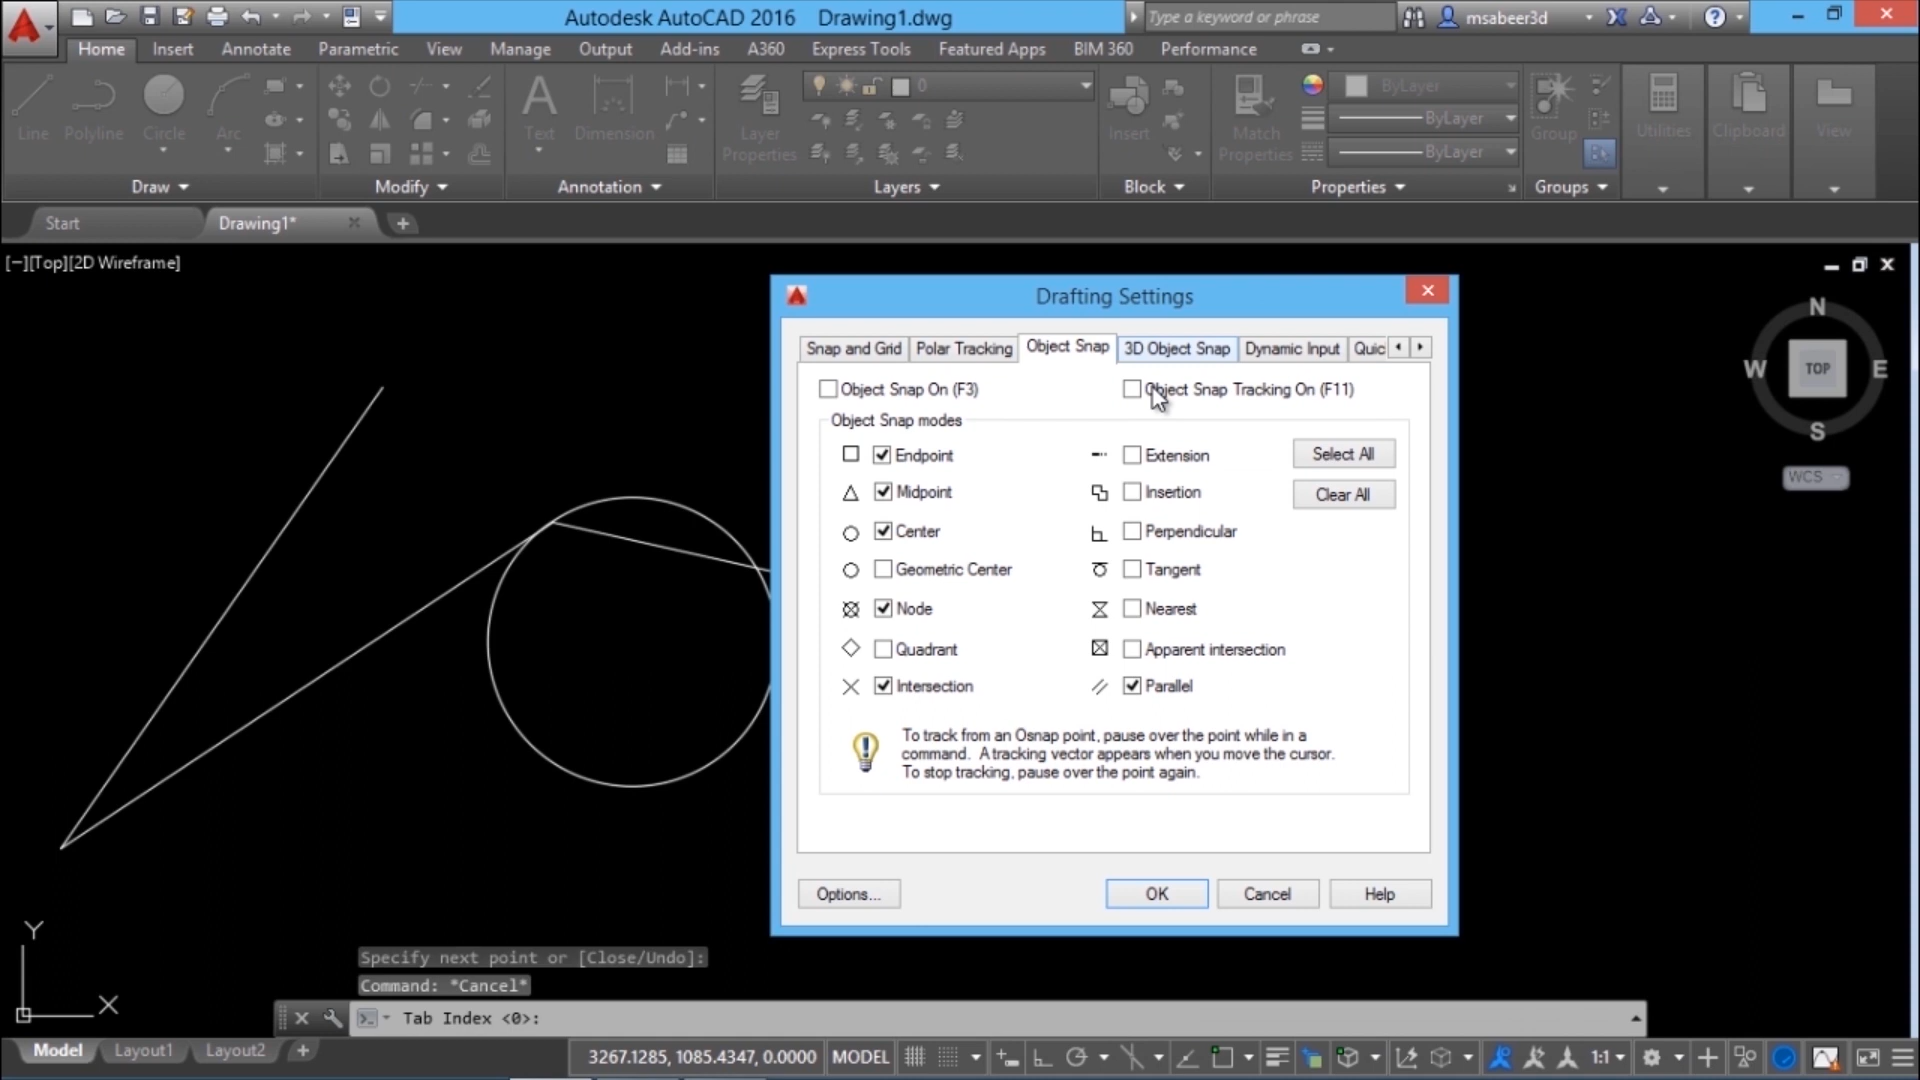 Autodesk AutoCAD 2016 Drawing1.dwg
Type a keyword or phrase
msabeer3d
Home Insert Annotate Parametric View Manage Output Add-ins A360 Express Tools Featured Apps BIM 360 Performance
Line Polyline Circle Arc
Text Dimension
Layer
Properties
0
Insert
Match
Properties
ByLayer
ByLayer
ByLayer
Group
Utilities Clipboard View
Draw Modify Annotation Layers Block Properties Groups
Start Drawing1*
[−][Top][2D Wireframe]
N
W TOP E
S
WCS
Drafting Settings
Snap and Grid Polar Tracking Object Snap 3D Object Snap Dynamic Input Quic
Object Snap On (F3) Object Snap Tracking On (F11)
Object Snap modes
Endpoint Extension Select All
Midpoint Insertion Clear All
Center Perpendicular
Geometric Center Tangent
Node Nearest
Quadrant Apparent intersection
Intersection Parallel
To track from an Osnap point, pause over the point while in a
command. A tracking vector appears when you move the cursor.
To stop tracking, pause over the point again.
Options... OK Cancel Help
Y
X
Specify next point or [Close/Undo]:
Command: *Cancel*
Tab Index <0>:
Model Layout1 Layout2
3267.1285, 1085.4347, 0.0000 MODEL 1:1